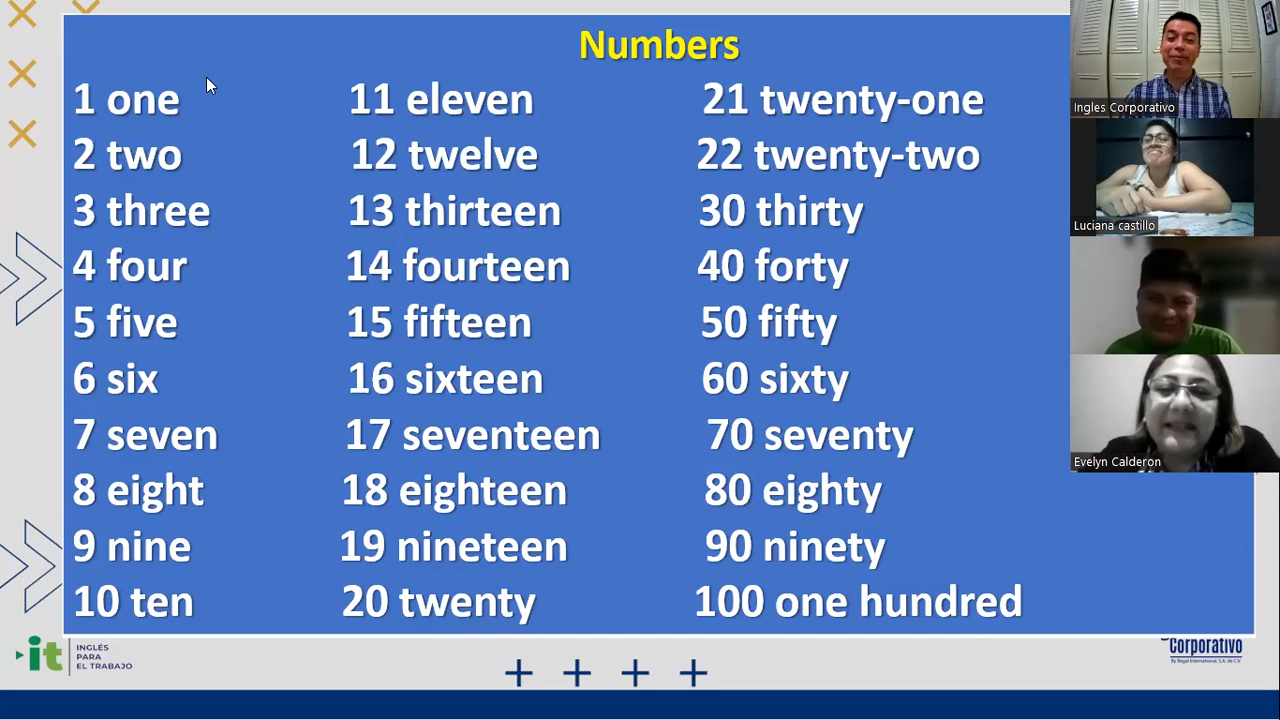 Numbers
1 one
2 two
3 three
4 four
5 five
6 six
7 seven
8 eight
9 nine
10 ten
11 eleven
12 twelve
13 thirteen
14 fourteen
15 fifteen
16 sixteen
17 seventeen
18 eighteen
19 nineteen
20 twenty
21 twenty-one
22 twenty-two
30 thirty
40 forty
50 fifty
60 sixty
70 seventy
80 eighty
90 ninety
100 one hundred
Ingles Corporativo
Luciana castillo
Evelyn Calderon
it
INGLÉS
PARA
EL TRABAJO
Corporativo
By Regal International, S.A. de C.V.